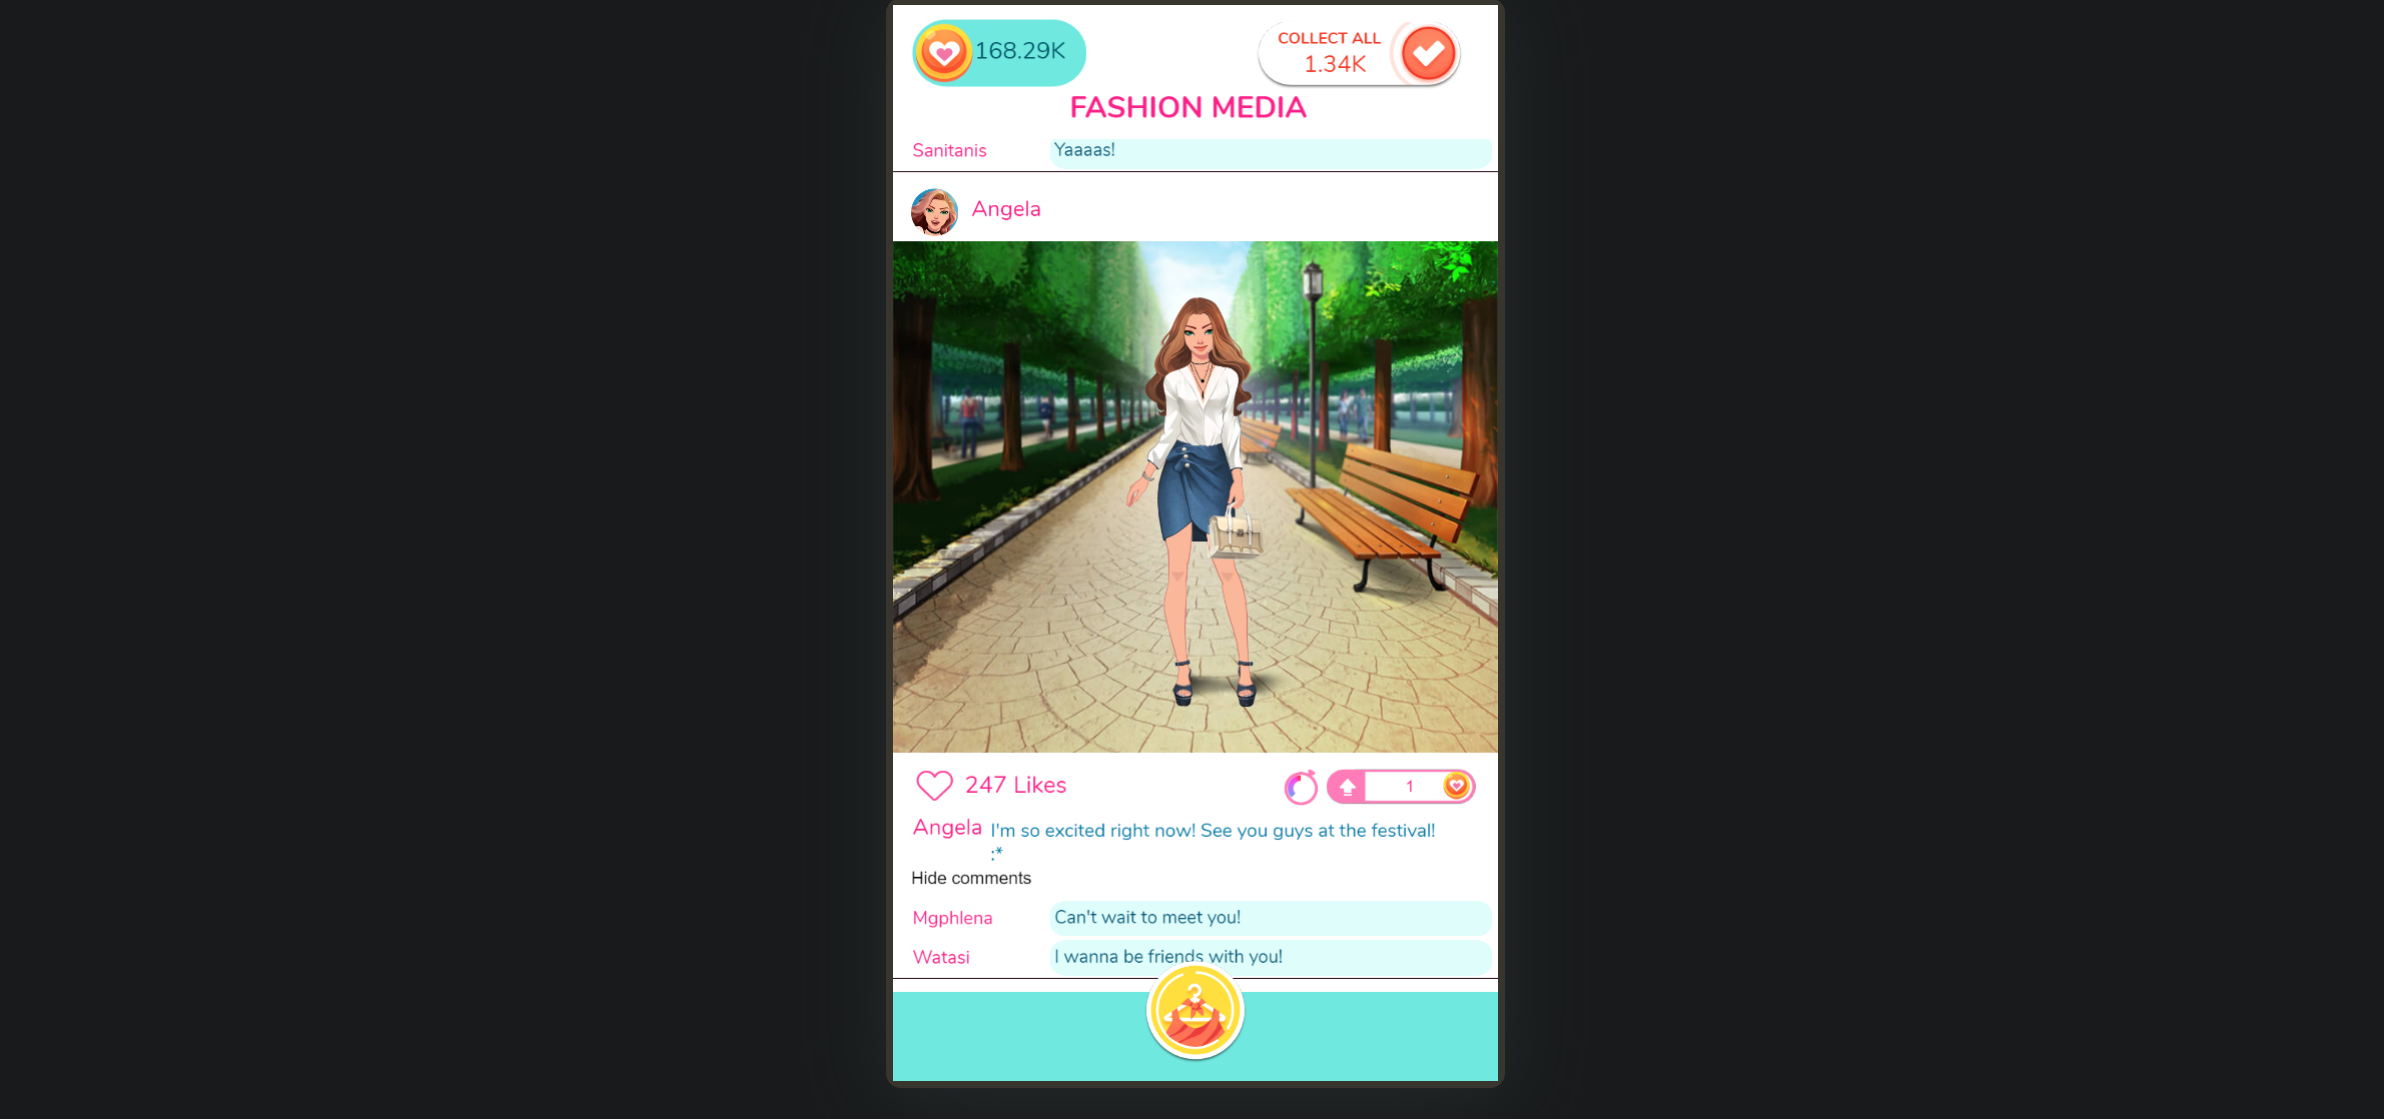 168.29K
COLLECT ALL
1.34K
FASHION MEDIA
Sanitanis Yaaaas!
Angela
247 Likes
1
Angela I'm so excited right now! See you guys at the festival!
:*
Hide comments
Mgphlena Can't wait to meet you!
Watasi I wanna be friends with you!